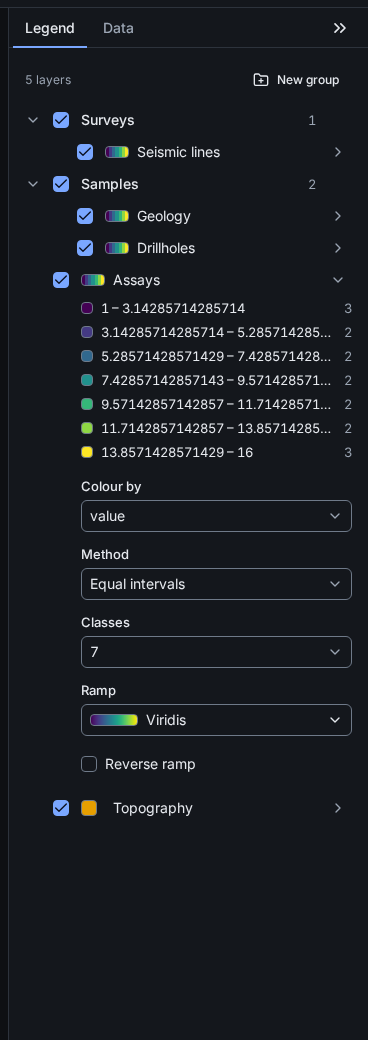 Legend Data
5 layers New group
Surveys 1
Seismic lines
Samples 2
Geology
Drillholes
Assays
1 – 3.14285714285714 3
3.14285714285714 – 5.285714285... 2
5.28571428571429 – 7.428571428... 2
7.42857142857143 – 9.571428571... 2
9.57142857142857 – 11.71428571... 2
11.7142857142857 – 13.85714285... 2
13.8571428571429 – 16 3
Colour by
value
Method
Equal intervals
Classes
7
Ramp
Viridis
Reverse ramp
Topography